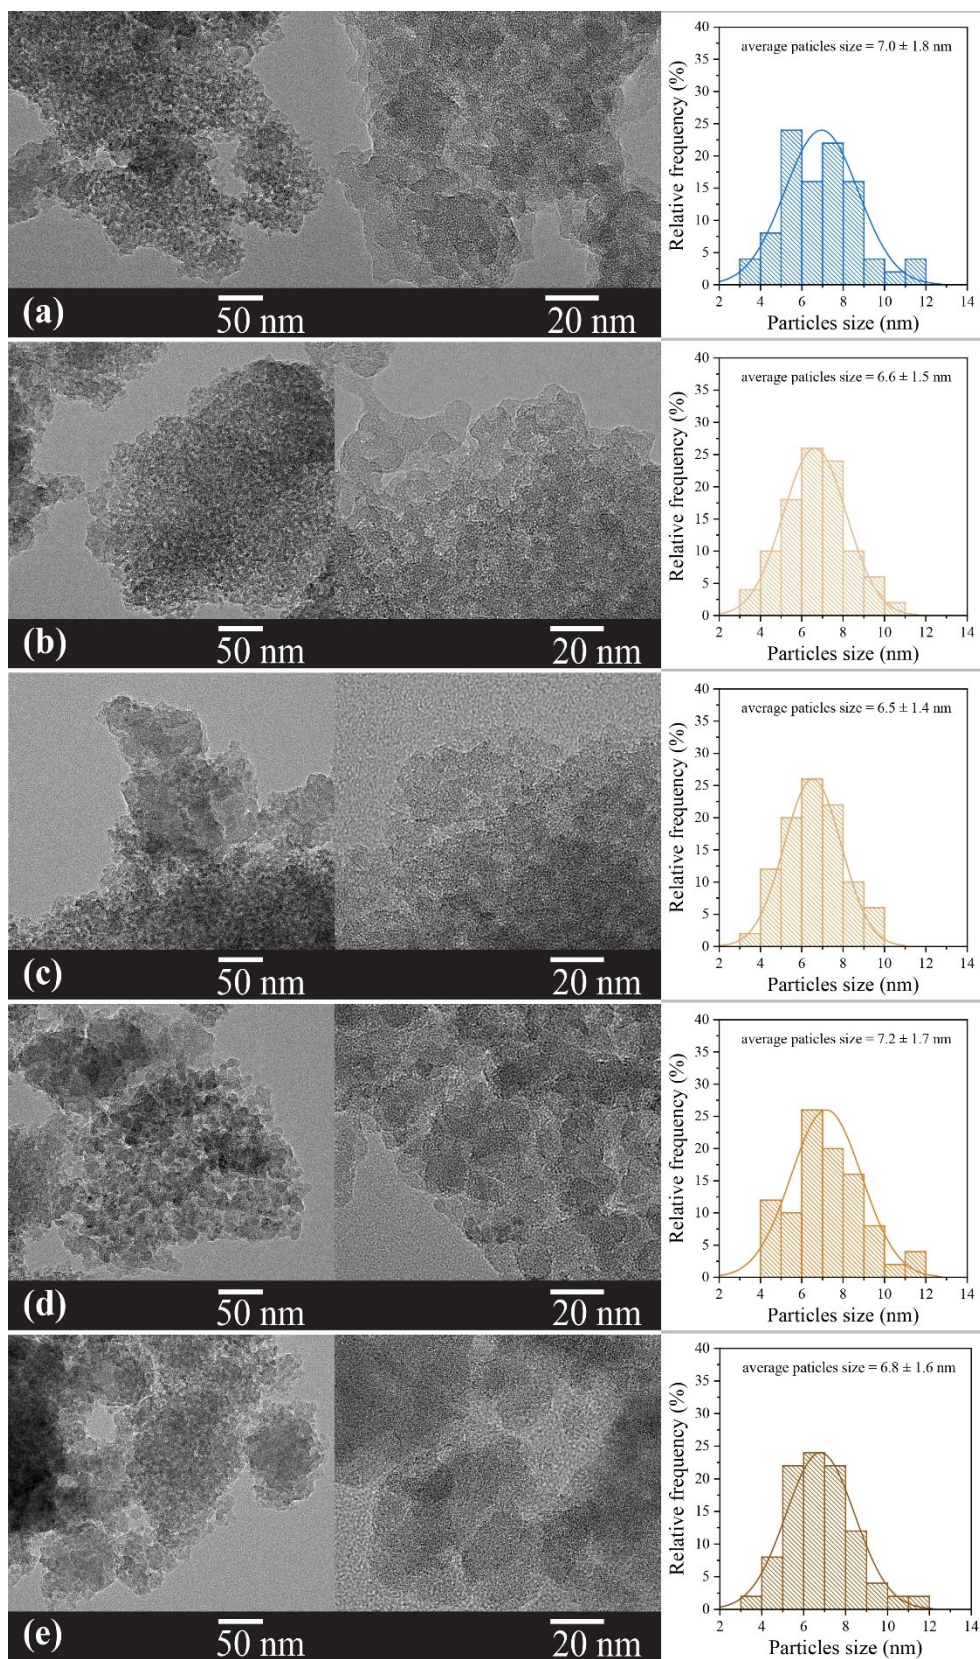 40
average paticles size = 7.0 ± 1.8 nm
35
30
25
20
15
10
5
0
Relative frequency (%)
2 4 6 8 10 12 14
Particles size (nm)
(a) 50 nm 20 nm
40
average paticles size = 6.6 ± 1.5 nm
35
30
25
20
15
10
5
0
Relative frequency (%)
2 4 6 8 10 12 14
Particles size (nm)
(b) 50 nm 20 nm
40
average paticles size = 6.5 ± 1.4 nm
35
30
25
20
15
10
5
0
Relative frequency (%)
2 4 6 8 10 12 14
Particles size (nm)
(c) 50 nm 20 nm
40
average paticles size = 7.2 ± 1.7 nm
35
30
25
20
15
10
5
0
Relative frequency (%)
2 4 6 8 10 12 14
Particles size (nm)
(d) 50 nm 20 nm
40
average paticles size = 6.8 ± 1.6 nm
35
30
25
20
15
10
5
0
Relative frequency (%)
2 4 6 8 10 12 14
Particles size (nm)
(e) 50 nm 20 nm